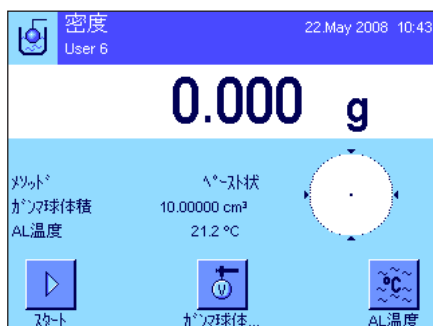 密度
22.May 2008 10:43
User 6
0.000 g
ﾒｿｯﾄﾞ ﾍﾟｰｽﾄ状
ｶﾞﾝﾏ球体積 10.00000 cm³
AL温度 21.2 °C
V
°C
ｽﾀｰﾄ ｶﾞﾝﾏ球体... AL温度